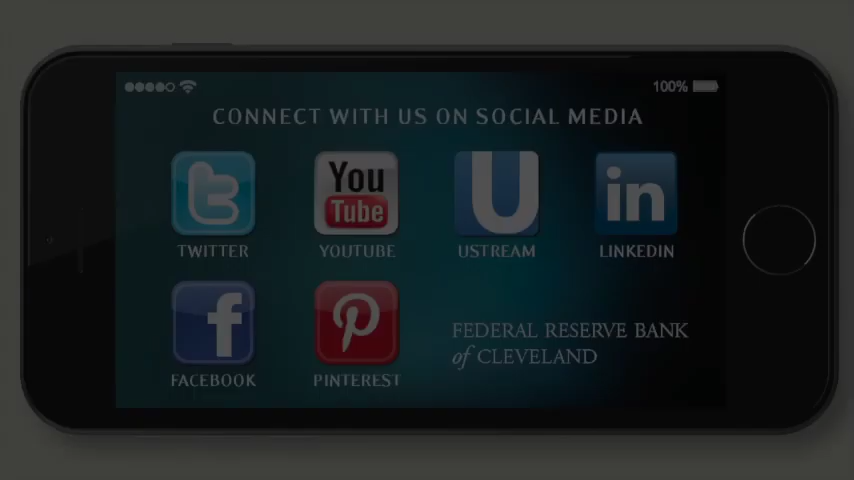 100%
CONNECT WITH US ON SOCIAL MEDIA
t
You
Tube
U
in
TWITTER
YOUTUBE
USTREAM
LINKEDIN
f
P
FEDERAL RESERVE BANK
of CLEVELAND
FACEBOOK
PINTEREST